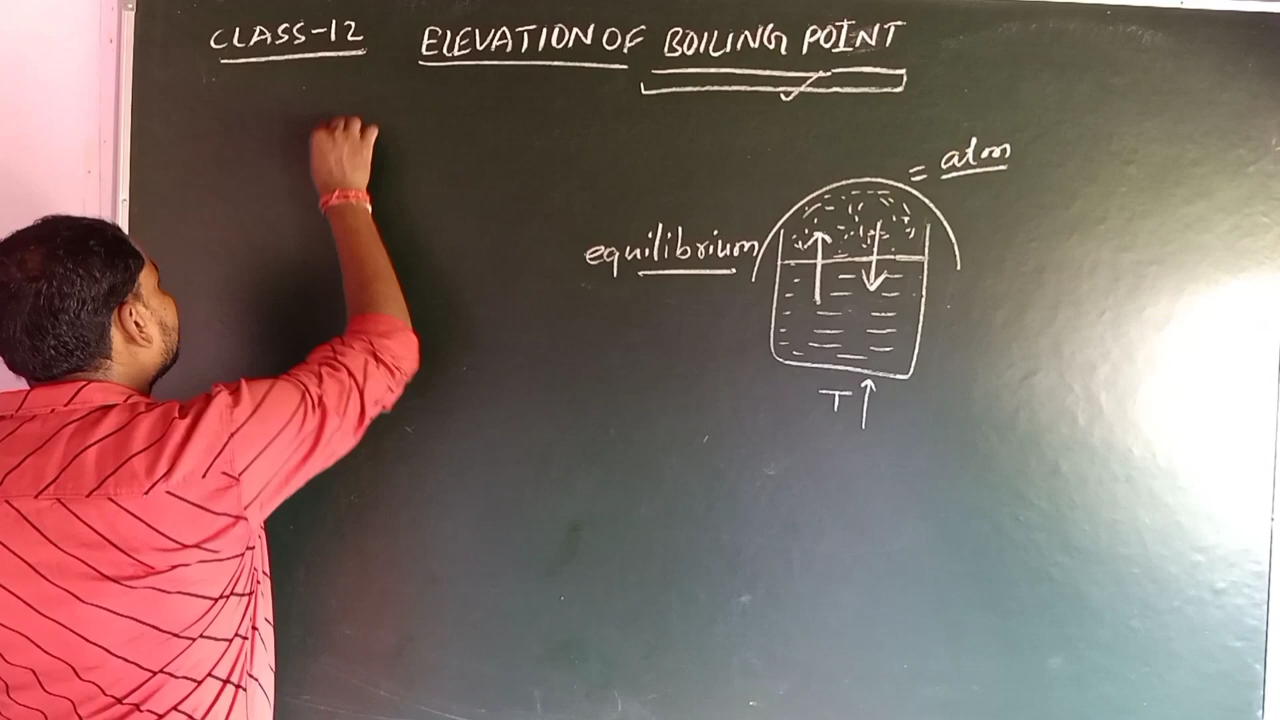 CLASS-12 ELEVATION OF BOILING POINT
= atm
equilibrium
T↑